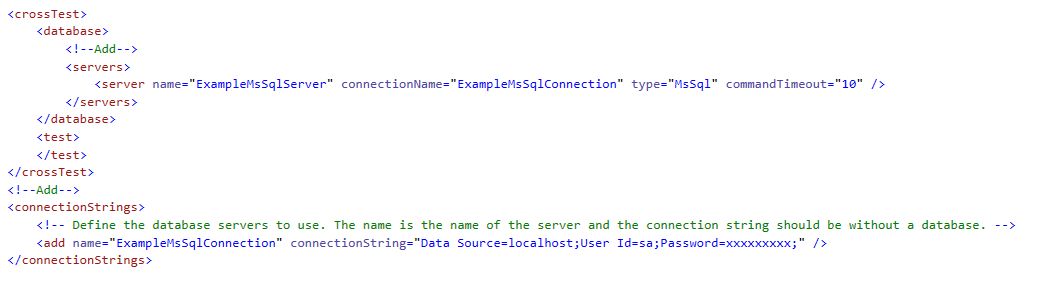 <crossTest>
    <database>
        <!--Add-->
        <servers>
            <server name="ExampleMsSqlServer" connectionName="ExampleMsSqlConnection" type="MsSql" commandTimeout="10" />
        </servers>
    </database>
    <test>
    </test>
</crossTest>
<!--Add-->
<connectionStrings>
    <!-- Define the database servers to use. The name is the name of the server and the connection string should be without a database. -->
    <add name="ExampleMsSqlConnection" connectionString="Data Source=localhost;User Id=sa;Password=xxxxxxxxx;" />
</connectionStrings>